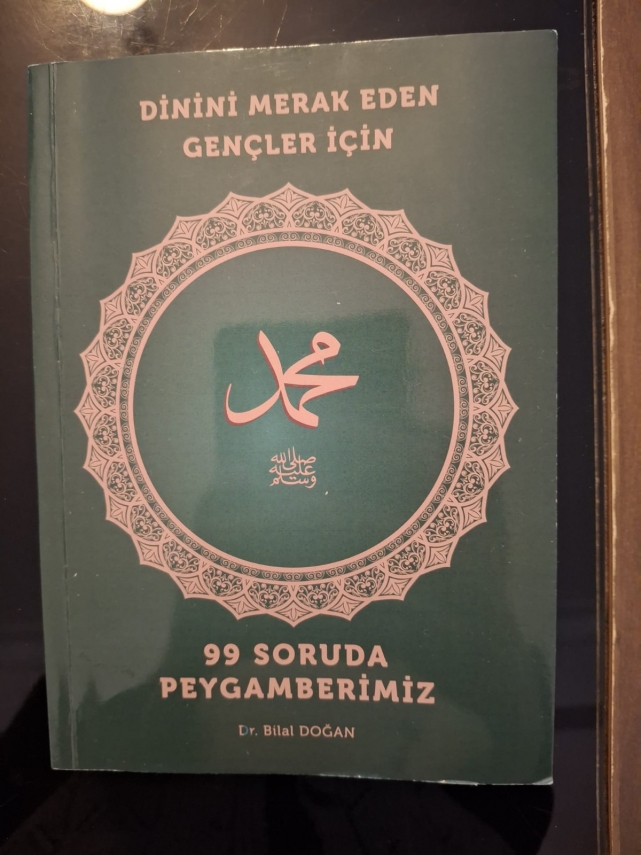 DİNİNİ MERAK EDEN
GENÇLER İÇİN
محمد
صلى الله
عليه
وسلم
99 SORUDA
PEYGAMBERİMİZ
Dr. Bilal DOĞAN